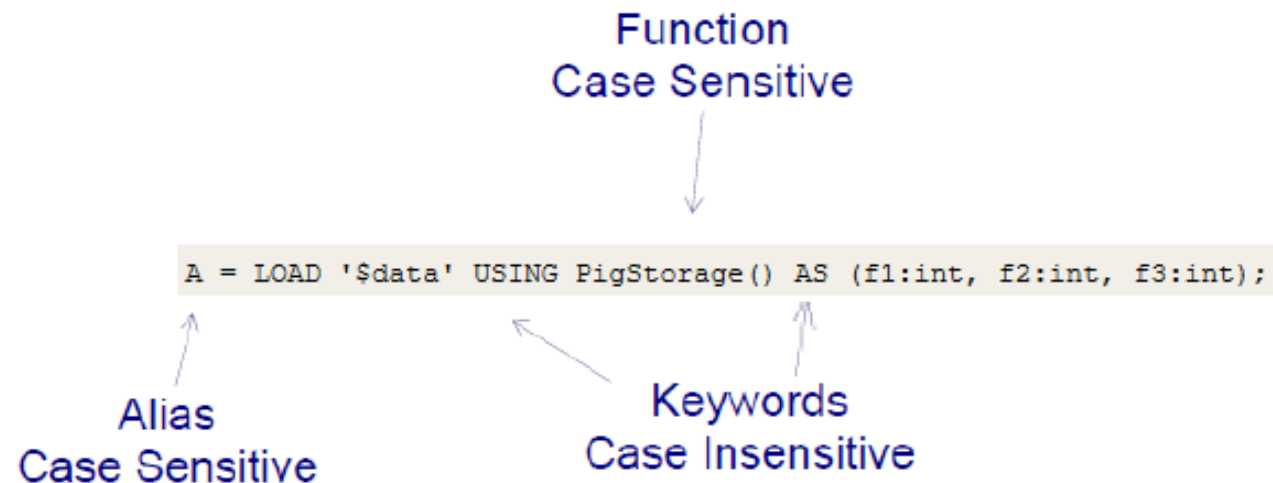 Function
Case Sensitive
A = LOAD '$data' USING PigStorage() AS (f1:int, f2:int, f3:int);
Alias
Case Sensitive
Keywords
Case Insensitive